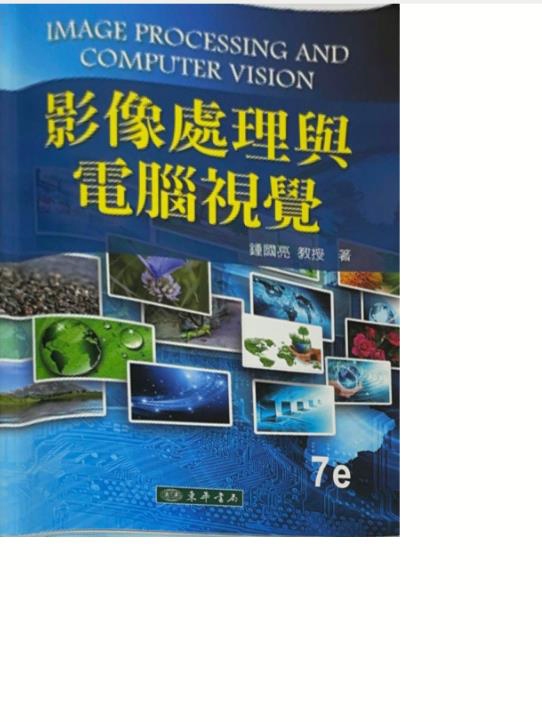 IMAGE PROCESSING AND
COMPUTER VISION
影像處理與
電腦視覺
鍾國亮 教授 著
7e
東華書局